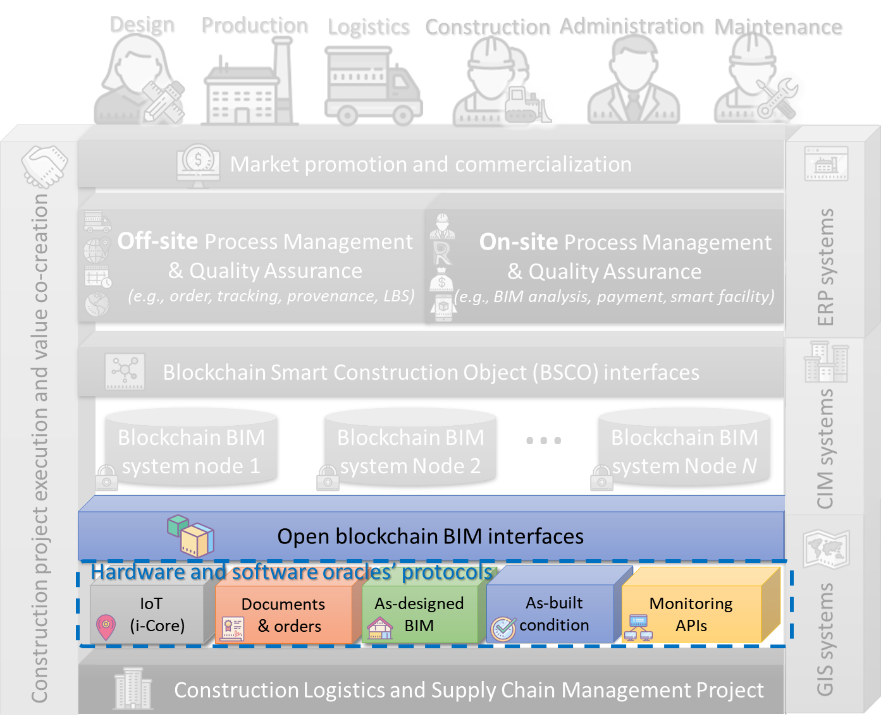 Design
Production
Logistics
Construction
Administration
Maintenance
Market promotion and commercialization
Off-site Process Management
& Quality Assurance
(e.g., order, tracking, provenance, LBS)
On-site Process Management
& Quality Assurance
(e.g., BIM analysis, payment, smart facility)
Blockchain Smart Construction Object (BSCO) interfaces
Blockchain BIM
system node 1
Blockchain BIM
system Node 2
...
Blockchain BIM
system Node N
Open blockchain BIM interfaces
Hardware and software oracles' protocols
IoT
(i-Core)
Documents
& orders
As-designed
BIM
As-built
condition
Monitoring
APIs
Construction Logistics and Supply Chain Management Project
Construction project execution and value co-creation
ERP systems
CIM systems
GIS systems